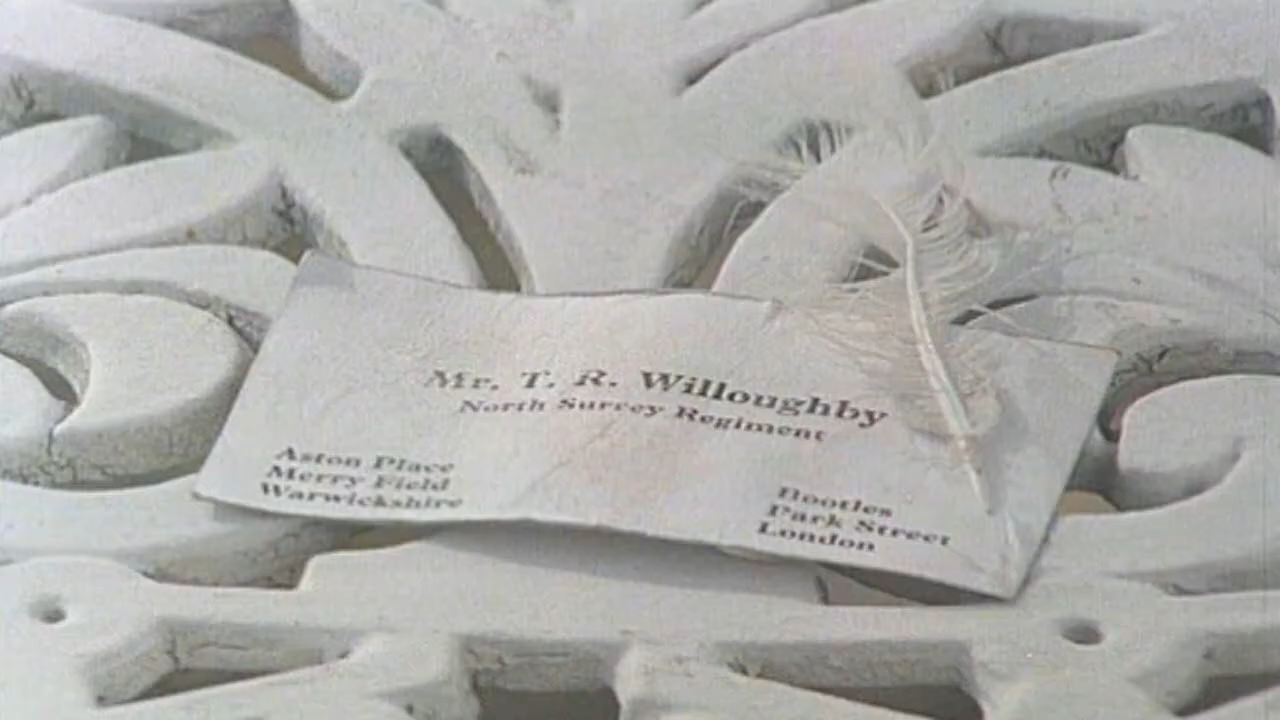 Mr. T. R. Willoughby
North Surrey Regiment
Aston Place
Merry Field
Warwickshire
Bootles
Park Street
London